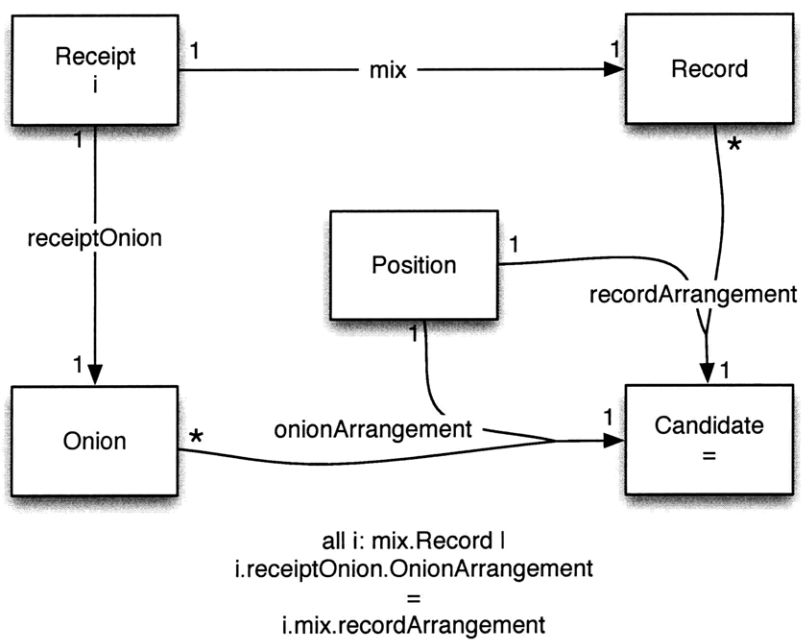 Receipt
i
1
mix
1
Record
1
*
receiptOnion
Position
1
recordArrangement
1
1
1
Onion
*
onionArrangement
1
Candidate
=
all i: mix.Record |
i.receiptOnion.OnionArrangement
=
i.mix.recordArrangement